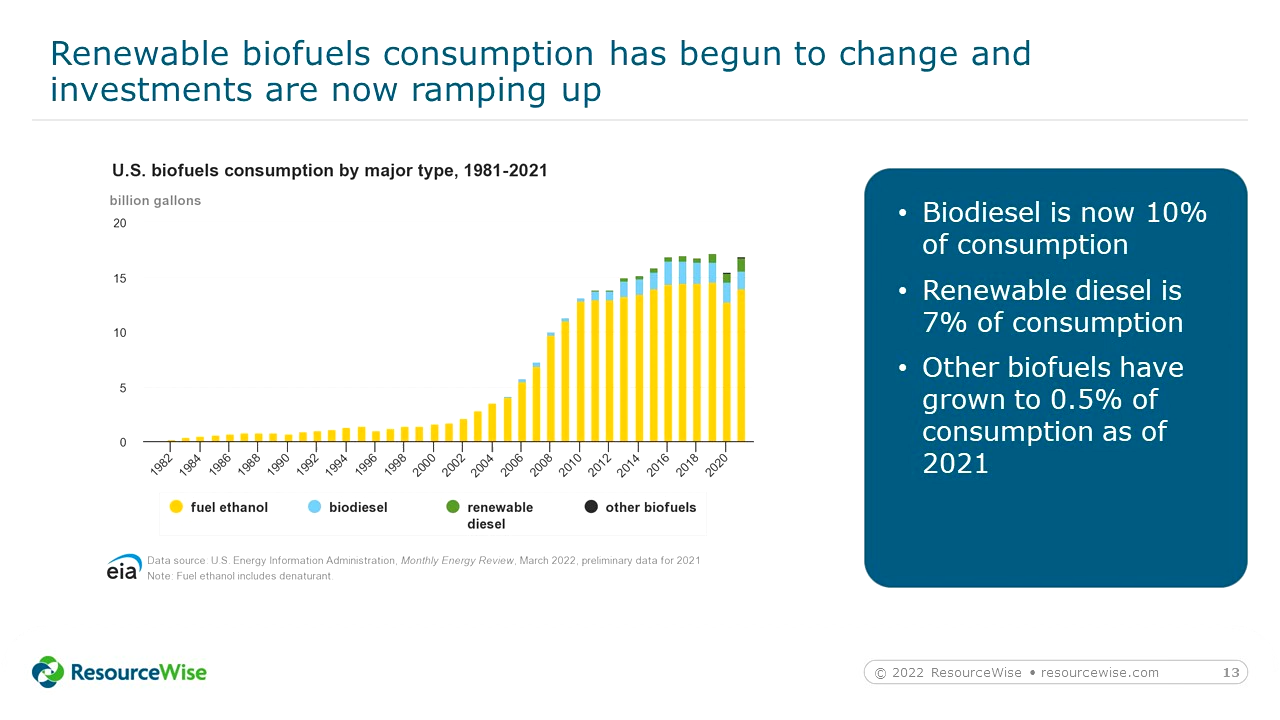 Renewable biofuels consumption has begun to change and
investments are now ramping up
U.S. biofuels consumption by major type, 1981-2021
billion gallons
20
15
10
5
0
1982
1984
1986
1988
1990
1992
1994
1996
1998
2000
2002
2004
2006
2008
2010
2012
2014
2016
2018
2020
fuel ethanol
biodiesel
renewable
diesel
other biofuels
eia
Data source: U.S. Energy Information Administration, Monthly Energy Review, March 2022, preliminary data for 2021
Note: Fuel ethanol includes denaturant.
• Biodiesel is now 10%
of consumption
• Renewable diesel is
7% of consumption
• Other biofuels have
grown to 0.5% of
consumption as of
2021
ResourceWise
© 2022 ResourceWise • resourcewise.com
13